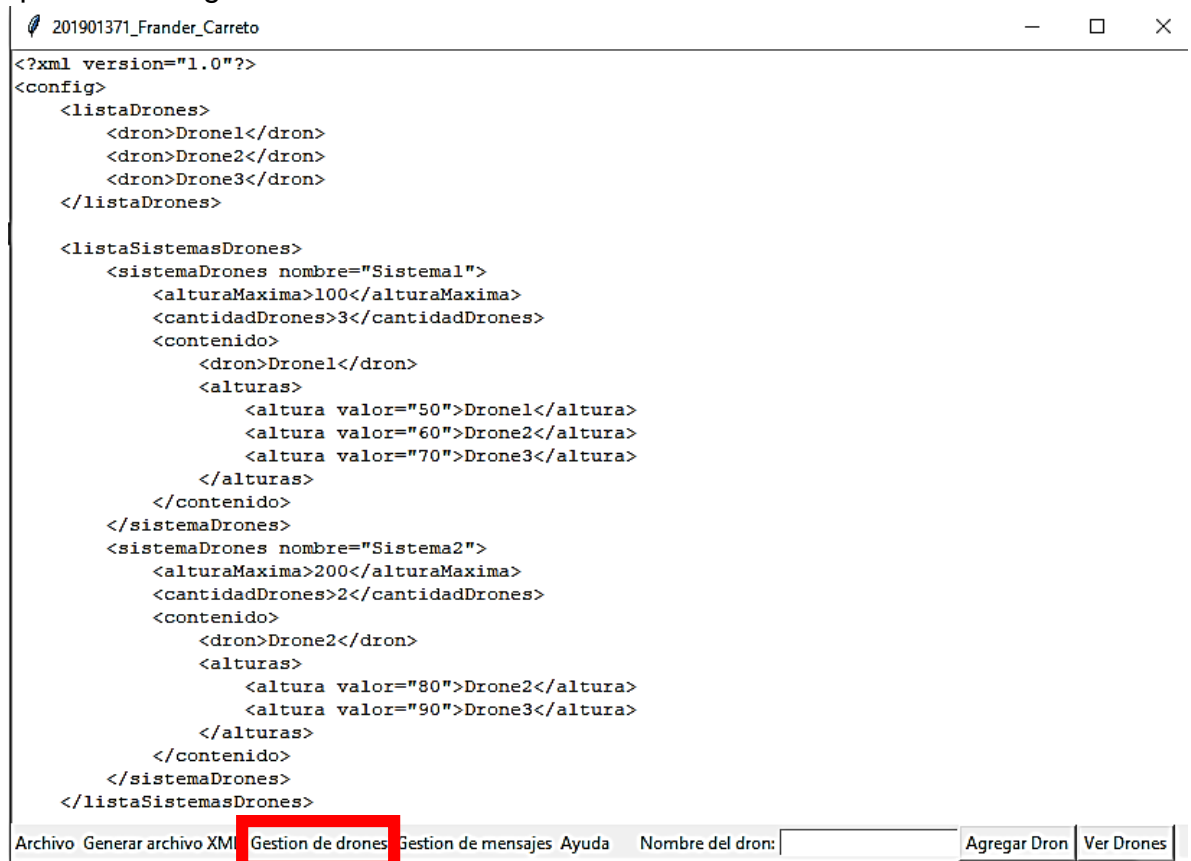 201901371_Frander_Carreto
<?xml version="1.0"?>
<config>
    <listaDrones>
        <dron>Drone1</dron>
        <dron>Drone2</dron>
        <dron>Drone3</dron>
    </listaDrones>

    <listaSistemasDrones>
        <sistemaDrones nombre="Sistema1">
            <alturaMaxima>100</alturaMaxima>
            <cantidadDrones>3</cantidadDrones>
            <contenido>
                <dron>Drone1</dron>
                <alturas>
                    <altura valor="50">Drone1</altura>
                    <altura valor="60">Drone2</altura>
                    <altura valor="70">Drone3</altura>
                </alturas>
            </contenido>
        </sistemaDrones>
        <sistemaDrones nombre="Sistema2">
            <alturaMaxima>200</alturaMaxima>
            <cantidadDrones>2</cantidadDrones>
            <contenido>
                <dron>Drone2</dron>
                <alturas>
                    <altura valor="80">Drone2</altura>
                    <altura valor="90">Drone3</altura>
                </alturas>
            </contenido>
        </sistemaDrones>
    </listaSistemasDrones>
Archivo Generar archivo XML Gestion de drones Gestion de mensajes Ayuda Nombre del dron: Agregar Dron Ver Drones